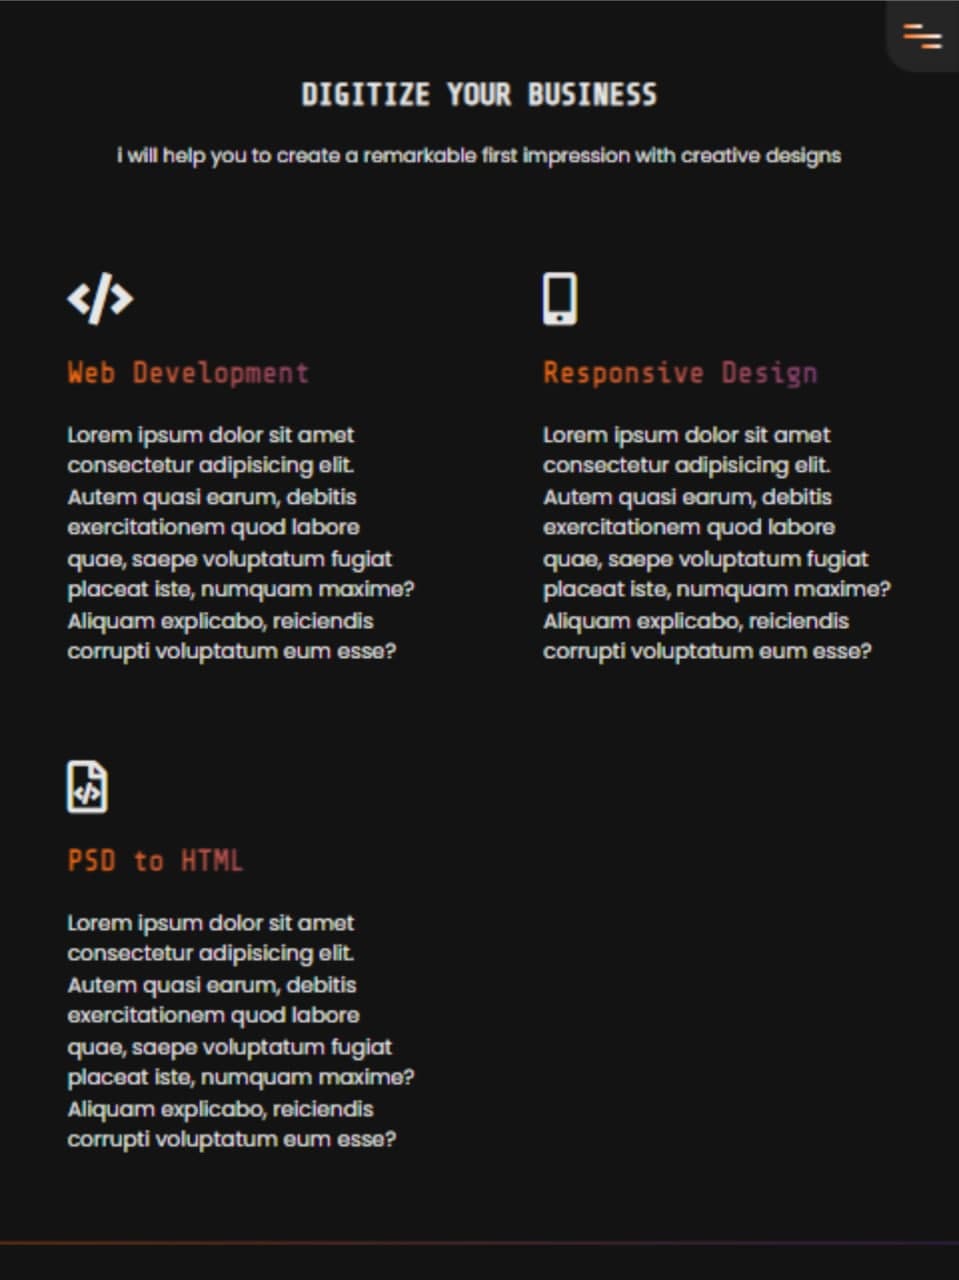 DIGITIZE YOUR BUSINESS
i will help you to create a remarkable first impression with creative designs
Web Development
Lorem ipsum dolor sit amet
consectetur adipisicing elit.
Autem quasi earum, debitis
exercitationem quod labore
quae, saepe voluptatum fugiat
placeat iste, numquam maxime?
Aliquam explicabo, reiciendis
corrupti voluptatum eum esse?
Responsive Design
Lorem ipsum dolor sit amet
consectetur adipisicing elit.
Autem quasi earum, debitis
exercitationem quod labore
quae, saepe voluptatum fugiat
placeat iste, numquam maxime?
Aliquam explicabo, reiciendis
corrupti voluptatum eum esse?
PSD to HTML
Lorem ipsum dolor sit amet
consectetur adipisicing elit.
Autem quasi earum, debitis
exercitationem quod labore
quae, saepe voluptatum fugiat
placeat iste, numquam maxime?
Aliquam explicabo, reiciendis
corrupti voluptatum eum esse?